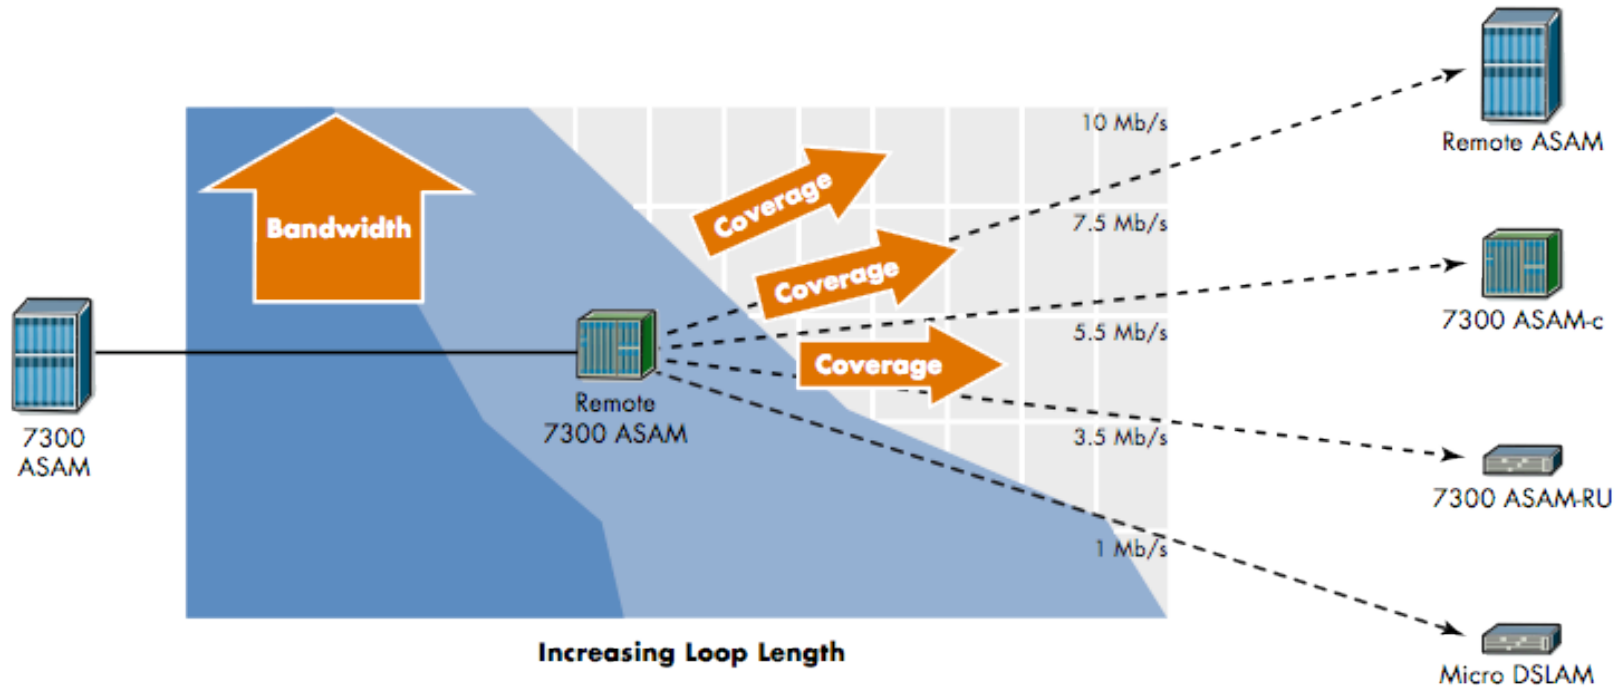 10 Mb/s
Remote ASAM
Coverage
7.5 Mb/s
Bandwidth
Coverage
7300 ASAM-c
5.5 Mb/s
Coverage
Remote
7300 ASAM
7300
ASAM
3.5 Mb/s
7300 ASAM-RU
1 Mb/s
Increasing Loop Length
Micro DSLAM